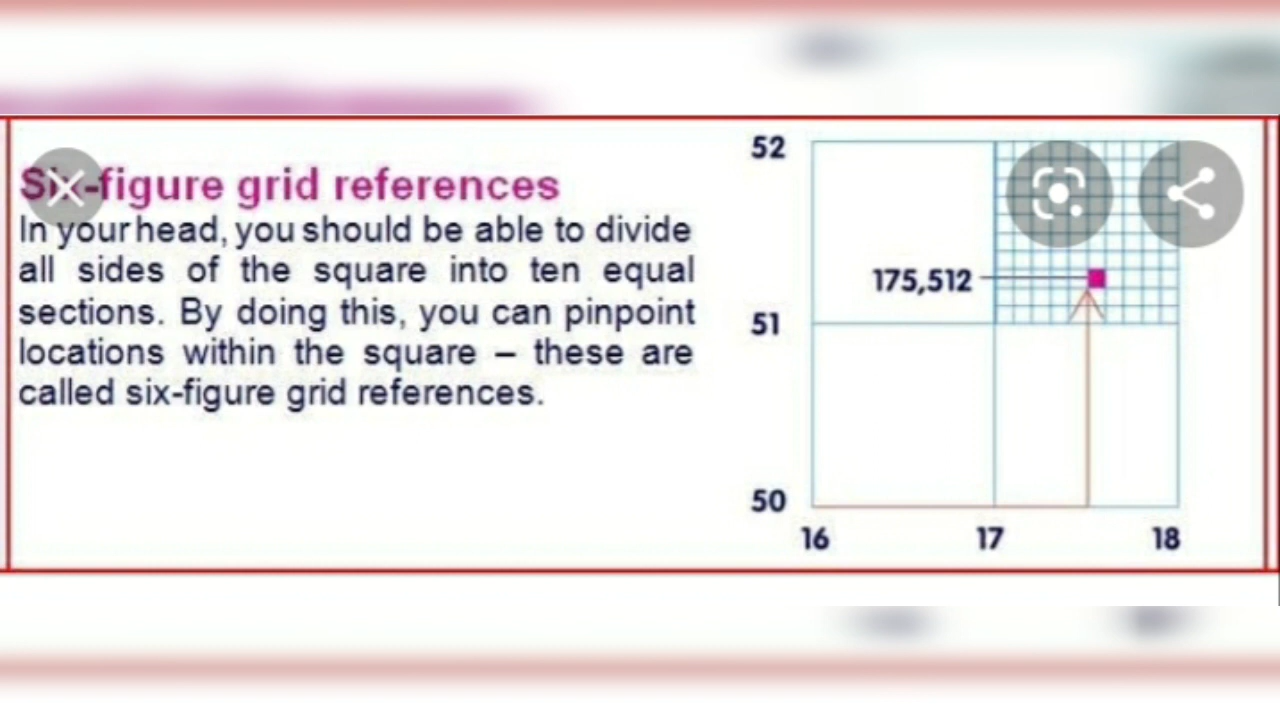 Six-figure grid references
In your head, you should be able to divide
all sides of the square into ten equal
sections. By doing this, you can pinpoint
locations within the square – these are
called six-figure grid references.
52
175,512
51
50
16 17 18